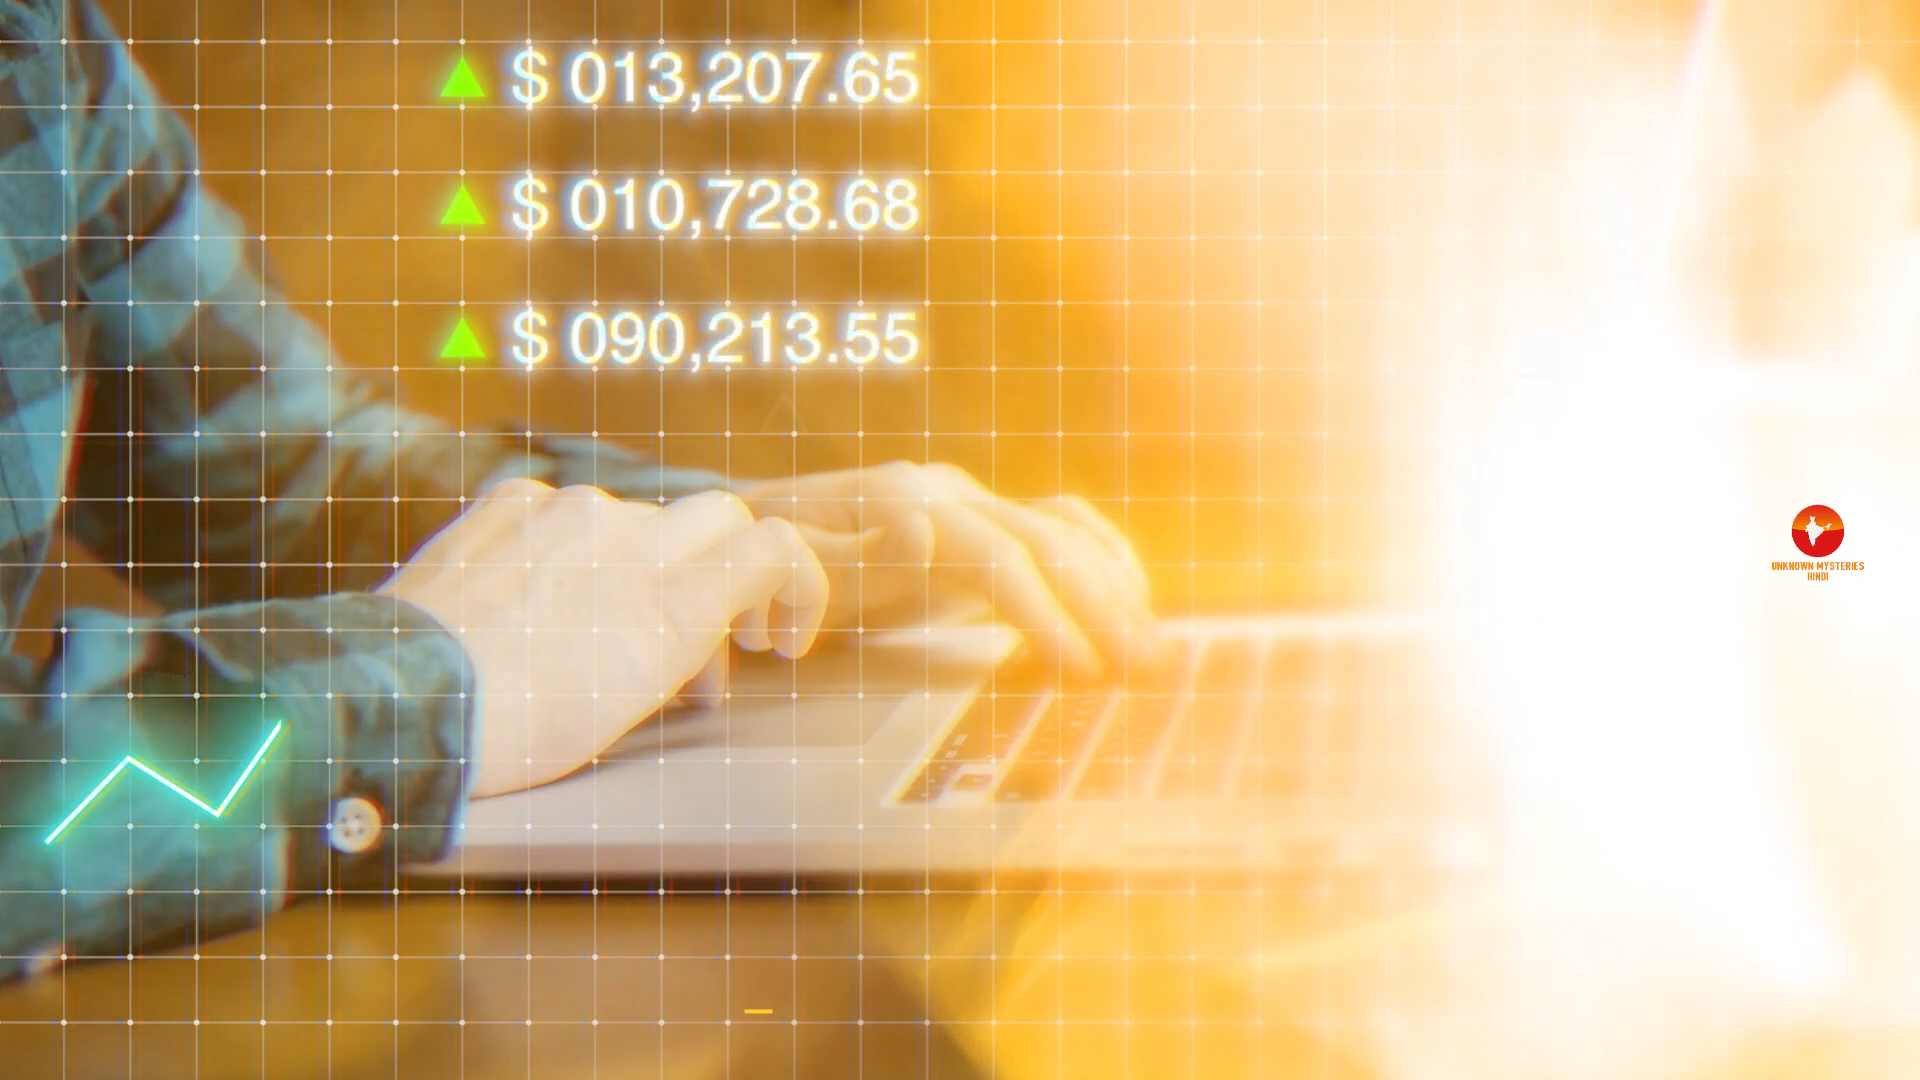 $ 013,207.65
$ 010,728.68
$ 090,213.55
UNKNOWN MYSTERIES
HINDI